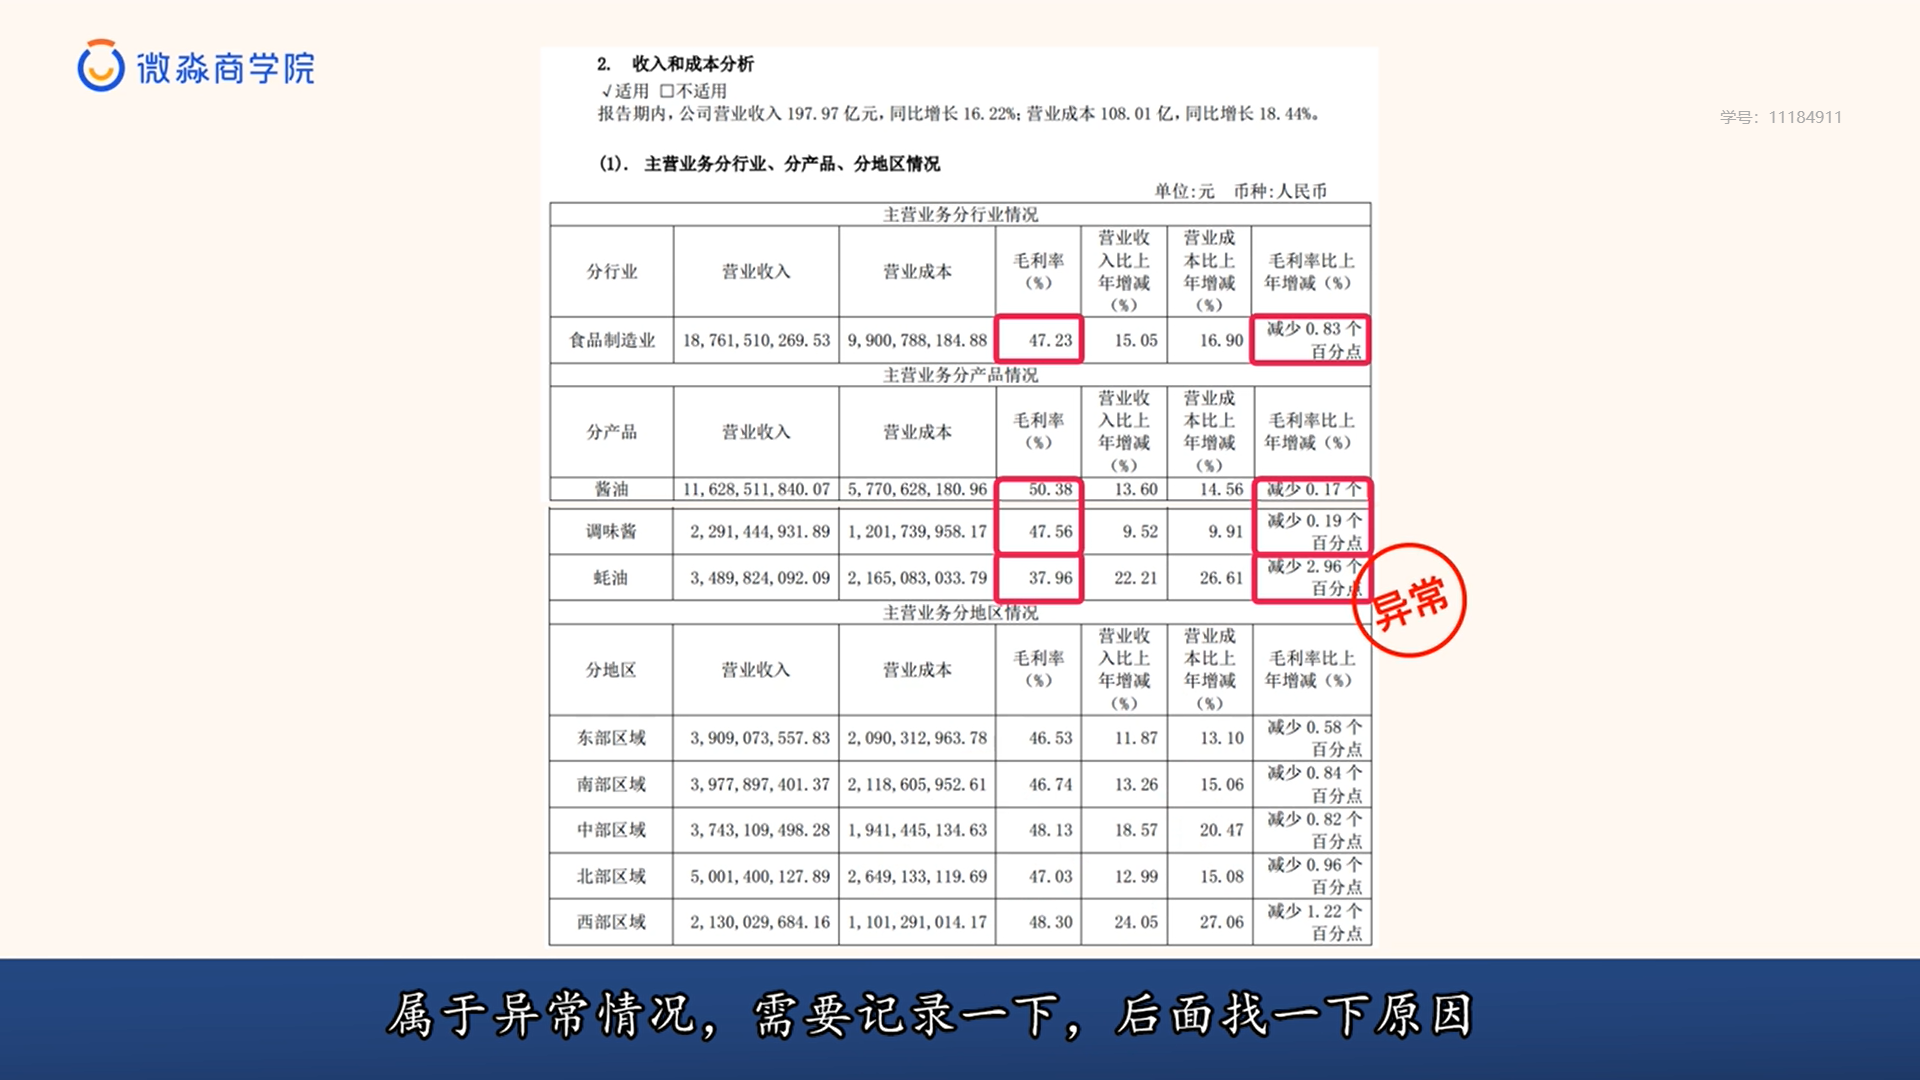 微淼商学院
学号：11184911
2. 收入和成本分析
√适用 □不适用
报告期内，公司营业收入 197.97 亿元，同比增长 16.22%；营业成本 108.01 亿，同比增长 18.44%。
(1). 主营业务分行业、分产品、分地区情况
单位:元 币种:人民币
主营业务分行业情况
分行业 营业收入 营业成本 毛利率（%） 营业收入比上年增减（%） 营业成本比上年增减（%） 毛利率比上年增减（%）
食品制造业 18,761,510,269.53 9,900,788,184.88 47.23 15.05 16.90 减少 0.83 个百分点
主营业务分产品情况
分产品 营业收入 营业成本 毛利率（%） 营业收入比上年增减（%） 营业成本比上年增减（%） 毛利率比上年增减（%）
酱油 11,628,511,840.07 5,770,628,180.96 50.38 13.60 14.56 减少 0.17 个
调味酱 2,291,444,931.89 1,201,739,958.17 47.56 9.52 9.91 减少 0.19 个百分点
蚝油 3,489,824,092.09 2,165,083,033.79 37.96 22.21 26.61 减少 2.96 个百分点
异常
主营业务分地区情况
分地区 营业收入 营业成本 毛利率（%） 营业收入比上年增减（%） 营业成本比上年增减（%） 毛利率比上年增减（%）
东部区域 3,909,073,557.83 2,090,312,963.78 46.53 11.87 13.10 减少 0.58 个百分点
南部区域 3,977,897,401.37 2,118,605,952.61 46.74 13.26 15.06 减少 0.84 个百分点
中部区域 3,743,109,498.28 1,941,445,134.63 48.13 18.57 20.47 减少 0.82 个百分点
北部区域 5,001,400,127.89 2,649,133,119.69 47.03 12.99 15.08 减少 0.96 个百分点
西部区域 2,130,029,684.16 1,101,291,014.17 48.30 24.05 27.06 减少 1.22 个百分点
属于异常情况，需要记录一下，后面找一下原因